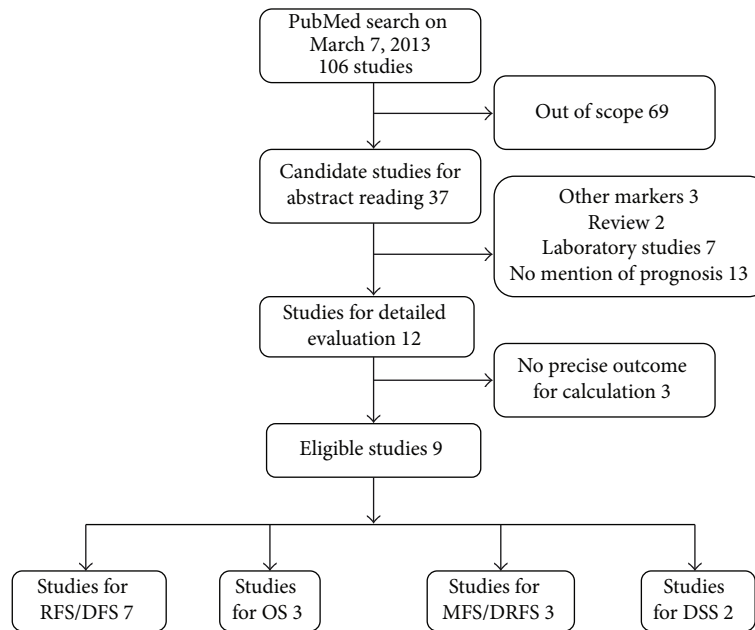 PubMed search on
March 7, 2013
106 studies
Out of scope 69
Candidate studies for
abstract reading 37
Other markers 3
Review 2
Laboratory studies 7
No mention of prognosis 13
Studies for detailed
evaluation 12
No precise outcome
for calculation 3
Eligible studies 9
Studies for
RFS/DFS 7
Studies
for OS 3
Studies for
MFS/DRFS 3
Studies
for DSS 2